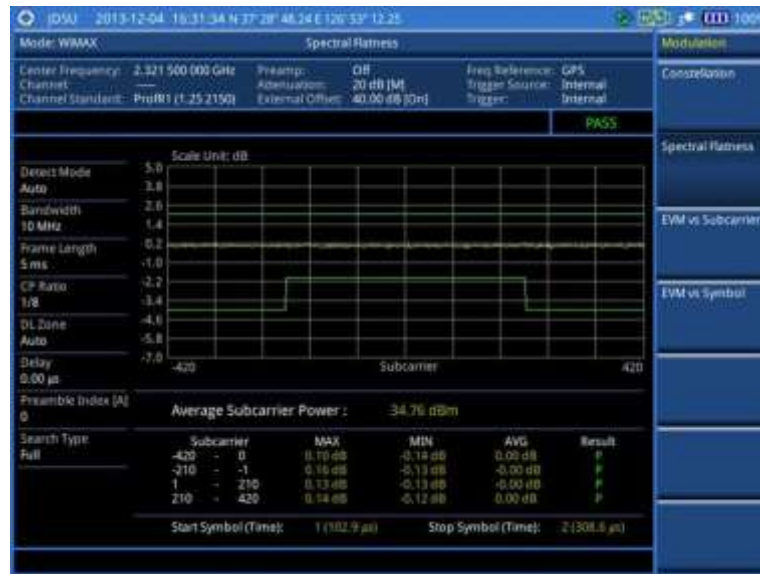 JDSU 2013-12-04 16:31:34 N 37° 28" 48.24 E 126° 53" 12.25 100%
Mode: WiMAX Spectral Flatness Modulation
Center Frequency: 2.321 500 000 GHz Preamp: Off Freq Reference: GPS
Channel: ---- Attenuation: 20 dB [M] Trigger Source: Internal
Channel Standard: Prof81 (1.25 2150) External Offset: 40.00 dB [On] Trigger: Internal
PASS
Constellation
Spectral Flatness
EVM vs Subcarrier
EVM vs Symbol
Detect Mode
Auto
Bandwidth
10 MHz
Frame Length
5 ms
CP Ratio
1/8
DL Zone
Auto
Delay
0.00 µs
Preamble Index [A]
0
Search Type
Full
Scale Unit: dB
5.0
3.8
2.6
1.4
0.2
-1.0
-2.2
-3.4
-4.6
-5.8
-7.0
-420 Subcarrier 420
Average Subcarrier Power : 34.76 dBm
Subcarrier MAX MIN AVG Result
-420 - 0.10 dB -0.14 dB 0.00 dB P
-210 - -1 0.16 dB -0.13 dB -0.00 dB P
1 - 210 0.13 dB -0.13 dB -0.00 dB P
210 - 420 0.14 dB -0.12 dB 0.00 dB P
Start Symbol (Time): 1 (102.9 µs) Stop Symbol (Time): 2 (308.6 µs)